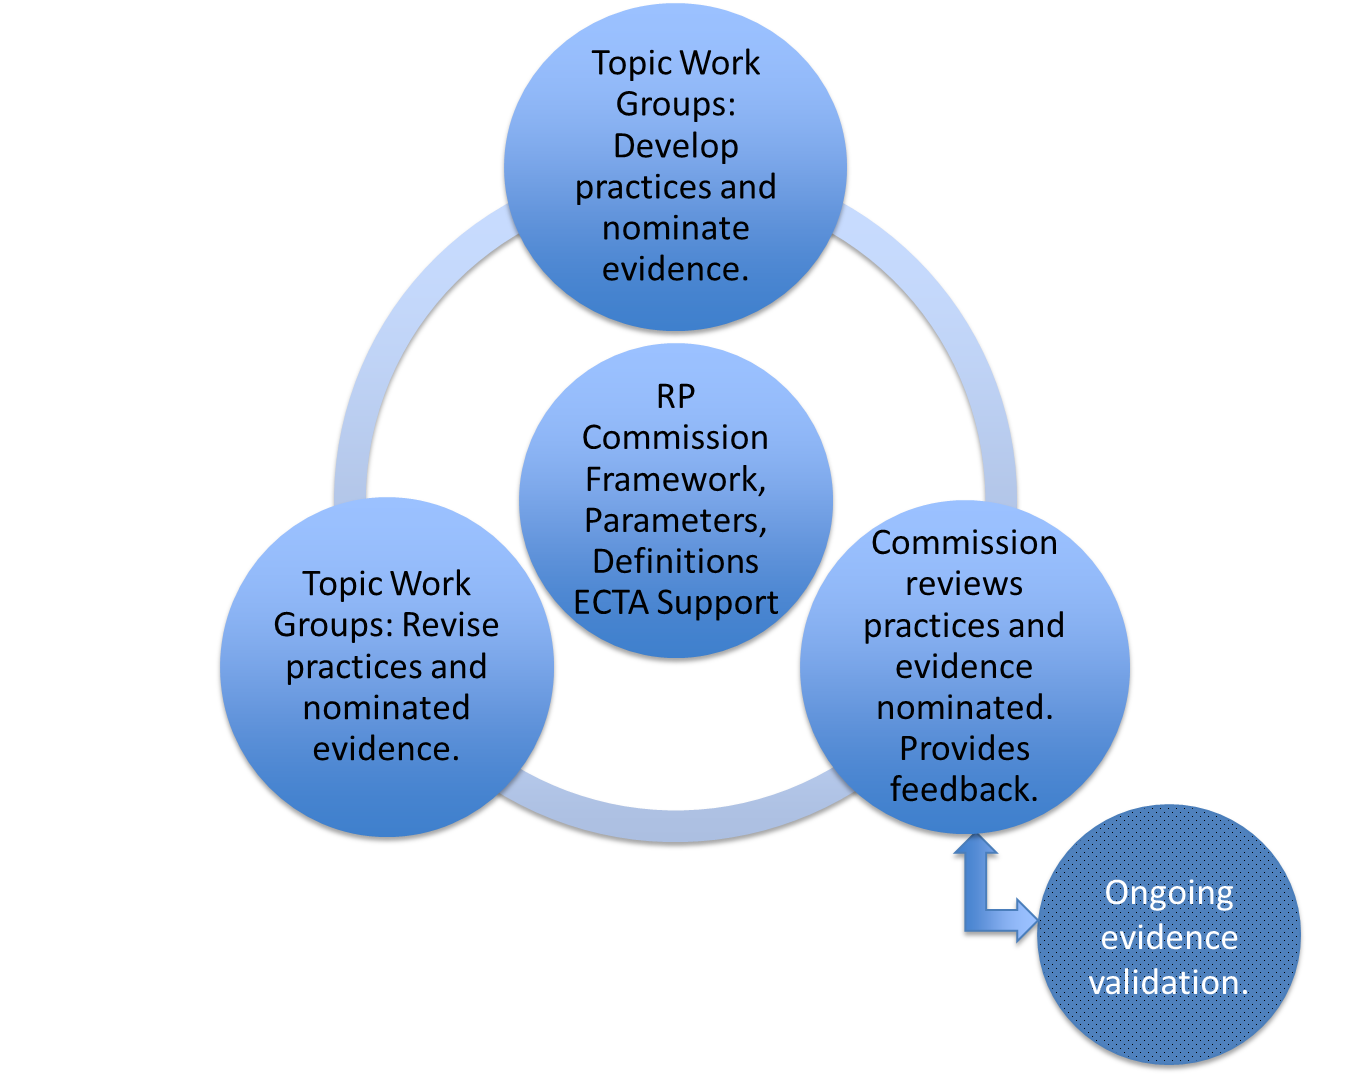 Topic Work
Groups:
Develop
practices and
nominate
evidence.
RP
Commission
Framework,
Parameters,
Definitions
ECTA Support
Commission
reviews
practices and
evidence
nominated.
Provides
feedback.
Topic Work
Groups: Revise
practices and
nominated
evidence.
Ongoing
evidence
validation.